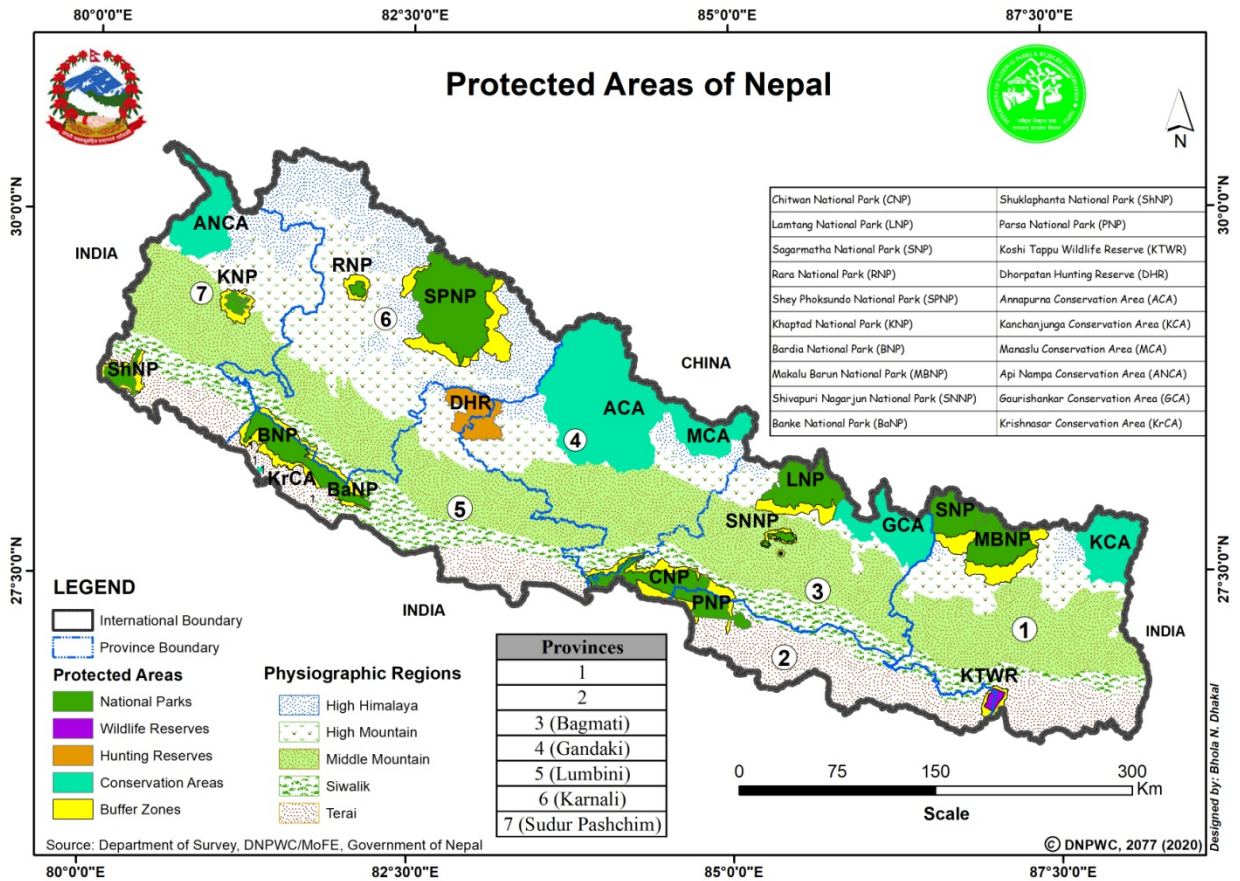 80°0'0"E
82°30'0"E
85°0'0"E
87°30'0"E
Protected Areas of Nepal
N
30°0'0"N
30°0'0"N
27°30'0"N
27°30'0"N
Chitwan National Park (CNP)
Shuklaphanta National Park (ShNP)
Lamtang National Park (LNP)
Parsa National Park (PNP)
Sagarmatha National Park (SNP)
Koshi Tappu Wildlife Reserve (KTWR)
Rara National Park (RNP)
Dhorpatan Hunting Reserve (DHR)
Shey Phoksundo National Park (SPNP)
Annapurna Conservation Area (ACA)
Khaptad National Park (KNP)
Kanchanjunga Conservation Area (KCA)
Bardia National Park (BNP)
Manaslu Conservation Area (MCA)
Makalu Barun National Park (MBNP)
Api Nampa Conservation Area (ANCA)
Shivapuri Nagarjun National Park (SNNP)
Gaurishankar Conservation Area (GCA)
Banke National Park (BaNP)
Krishnasar Conservation Area (KrCA)
ANCA
INDIA
KNP
7
RNP
SPNP
6
CHINA
ShNP
DHR
ACA
4
MCA
BNP
1
KrCA
1
BaNP
5
LNP
SNNP
GCA
SNP
MBNP
KCA
CNP
PNP
3
1
2
KTWR
INDIA
INDIA
LEGEND
International Boundary
Province Boundary
Protected Areas
National Parks
Wildlife Reserves
Hunting Reserves
Conservation Areas
Buffer Zones
Physiographic Regions
High Himalaya
High Mountain
Middle Mountain
Siwalik
Terai
Provinces
1
2
3 (Bagmati)
4 (Gandaki)
5 (Lumbini)
6 (Karnali)
7 (Sudur Pashchim)
0 75 150 300
Km
Scale
Designed by: Bhola N. Dhakal
Source: Department of Survey, DNPWC/MoFE, Government of Nepal
© DNPWC, 2077 (2020)
80°0'0"E
82°30'0"E
85°0'0"E
87°30'0"E